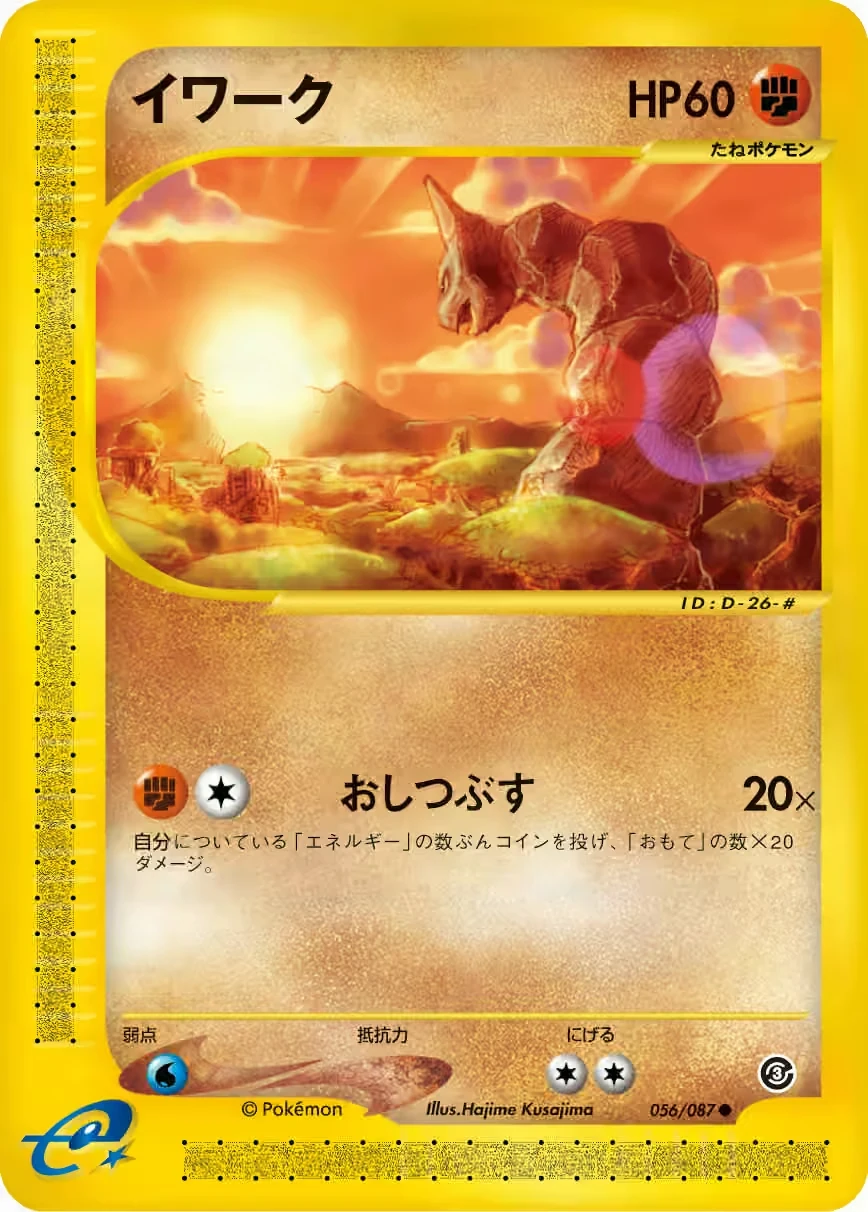 イワーク HP60
たねポケモン
ID:D-26-#
おしつぶす 20×
自分についている「エネルギー」の数ぶんコインを投げ、「おもて」の数×20
ダメージ。
弱点 抵抗力 にげる
3
© Pokémon Illus.Hajime Kusajima 056/087●
e